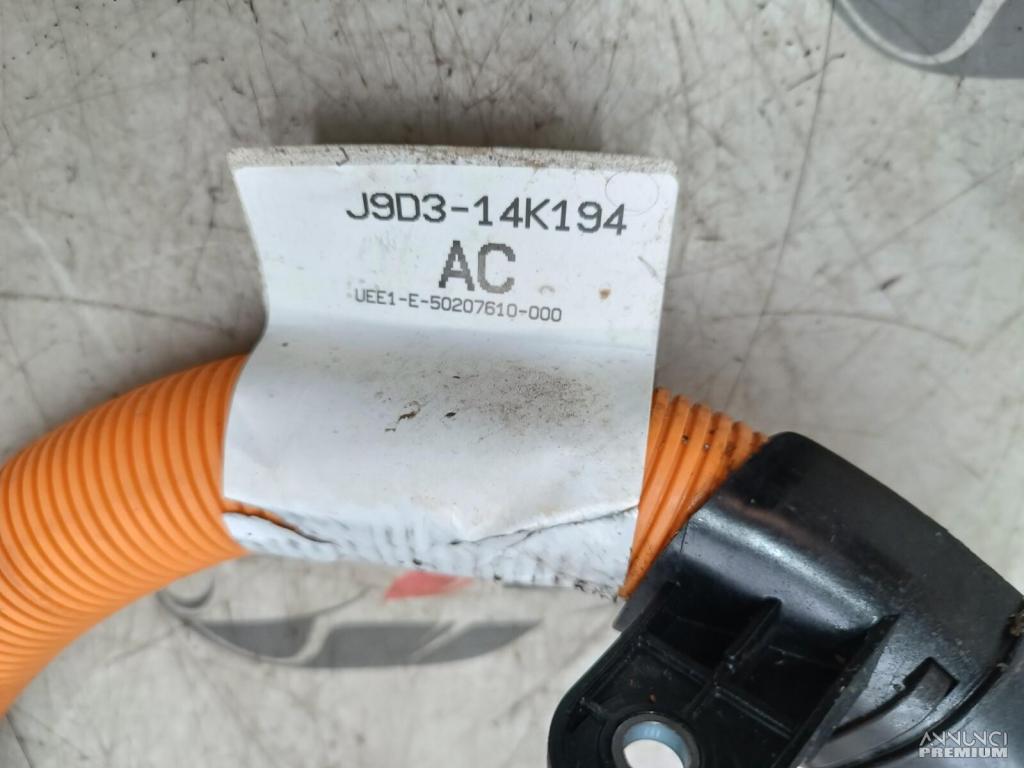 J9D3-14K194
AC
UEE1-E-50207610-000
ANNUNCI
PREMIUM